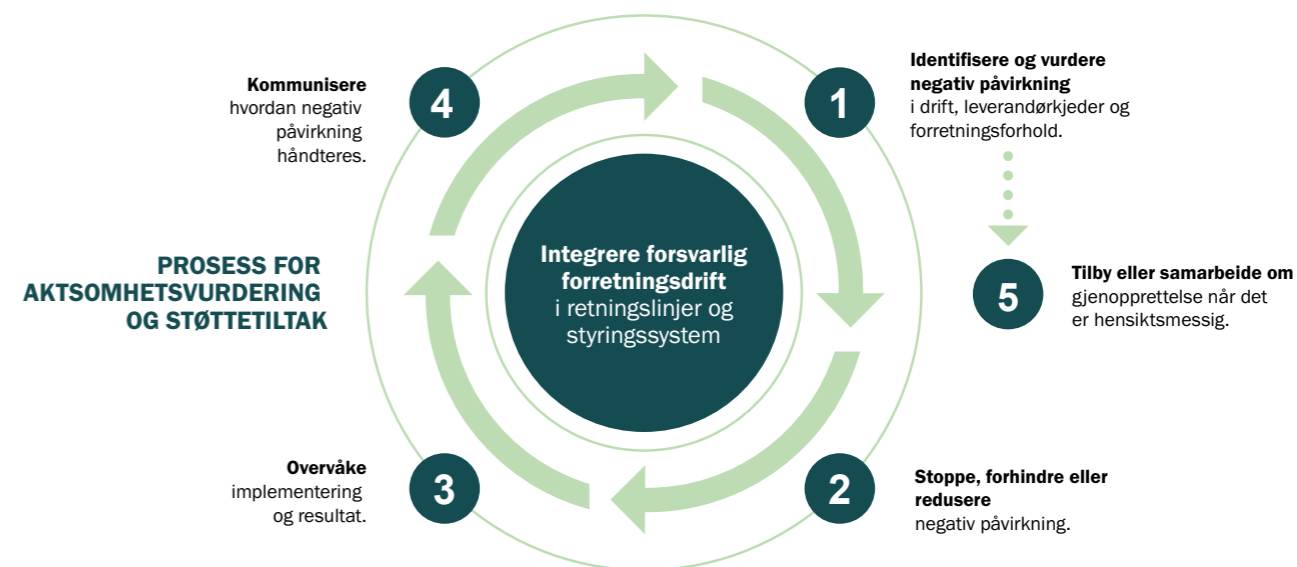 PROSESS FOR
AKTSOMHETSVURDERING
OG STØTTETILTAK
Integrere forsvarlig
forretningsdrift
i retningslinjer og
styringssystem
1
Identifisere og vurdere
negativ påvirkning
i drift, leverandørkjeder og
forretningsforhold.
2
Stoppe, forhindre eller
redusere
negativ påvirkning.
3
Overvåke
implementering
og resultat.
4
Kommunisere
hvordan negativ
påvirkning
håndteres.
5
Tilby eller samarbeide om
gjenopprettelse når det
er hensiktsmessig.